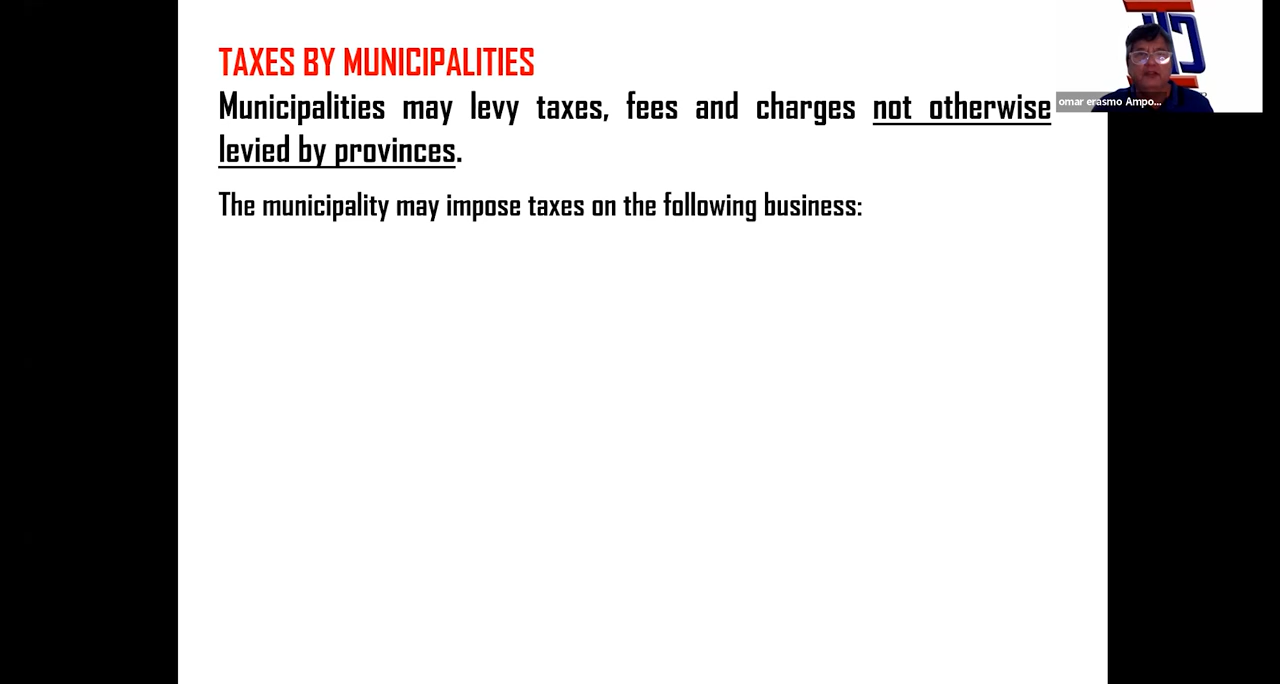 TAXES BY MUNICIPALITIES
Municipalities may levy taxes, fees and charges not otherwise
levied by provinces.
The municipality may impose taxes on the following business:
omar erasmo Ampo...